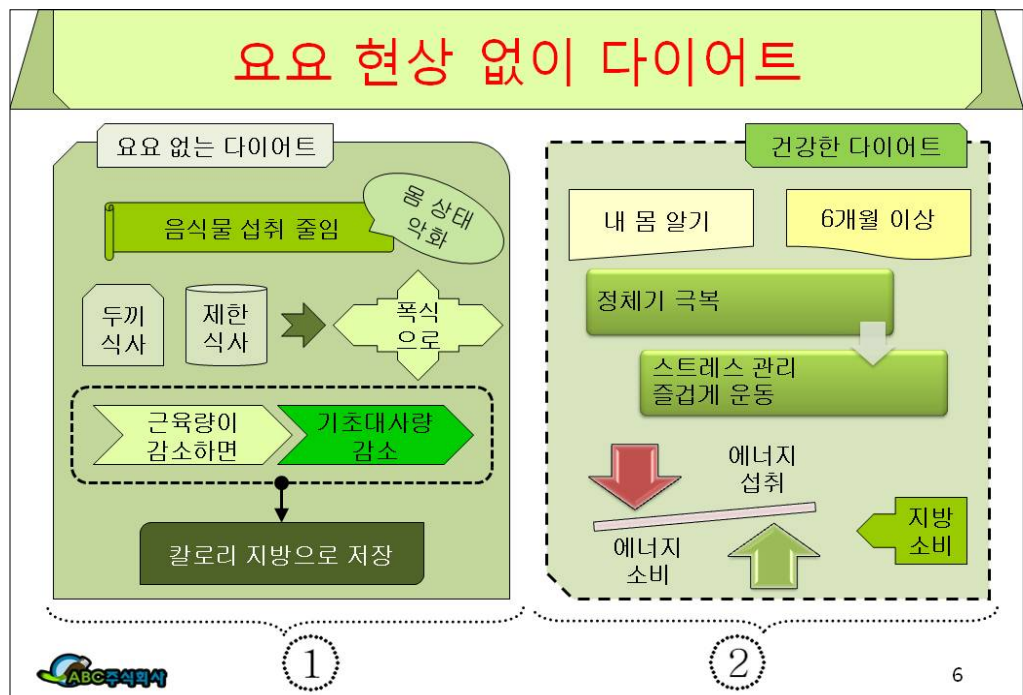 요요 현상 없이 다이어트
요요 없는 다이어트
음식물 섭취 줄임
몸 상태
악화
두끼
식사
제한
식사
폭식
으로
근육량이
감소하면
기초대사량
감소
칼로리 지방으로 저장
건강한 다이어트
내 몸 알기
6개월 이상
정체기 극복
스트레스 관리
즐겁게 운동
에너지
섭취
에너지
소비
지방
소비
1
2
ABC주식회사
6